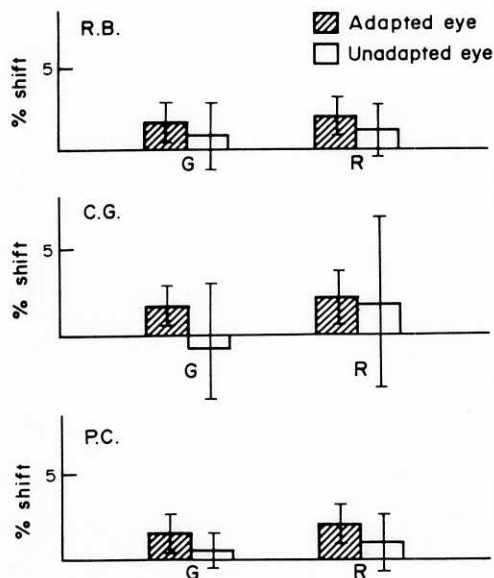 R.B.
Adapted eye
Unadapted eye
% shift
5
G
R
C.G.
% shift
5
G
R
P.C.
% shift
5
G
R